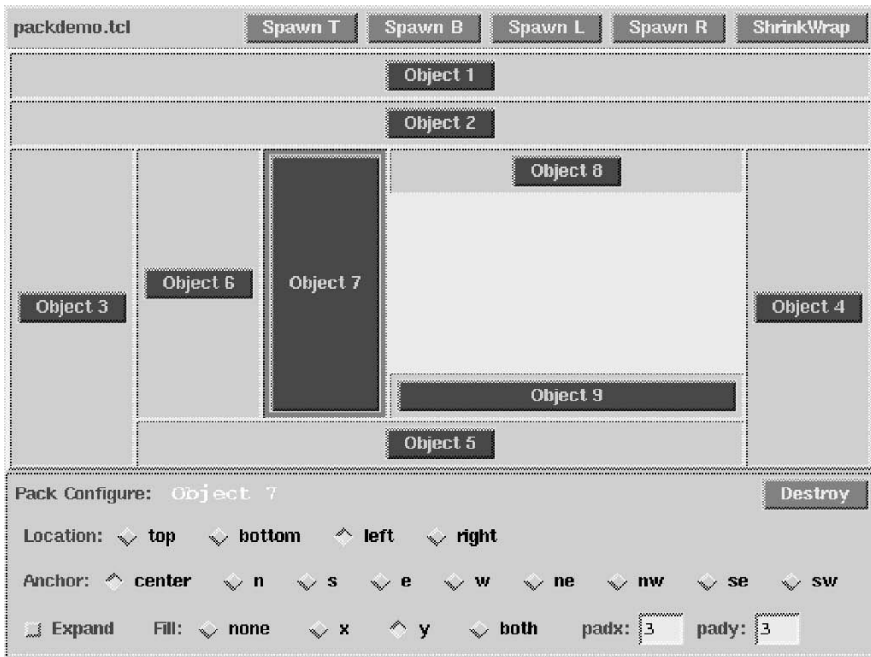 packdemo.tcl Spawn T Spawn B Spawn L Spawn R ShrinkWrap
Object 1
Object 2
Object 8
Object 6 Object 7
Object 3 Object 4
Object 9
Object 5
Pack Configure: Object 7 Destroy
Location: top bottom left right
Anchor: center n s e w ne nw se sw
Expand Fill: none x y both padx: 3 pady: 3